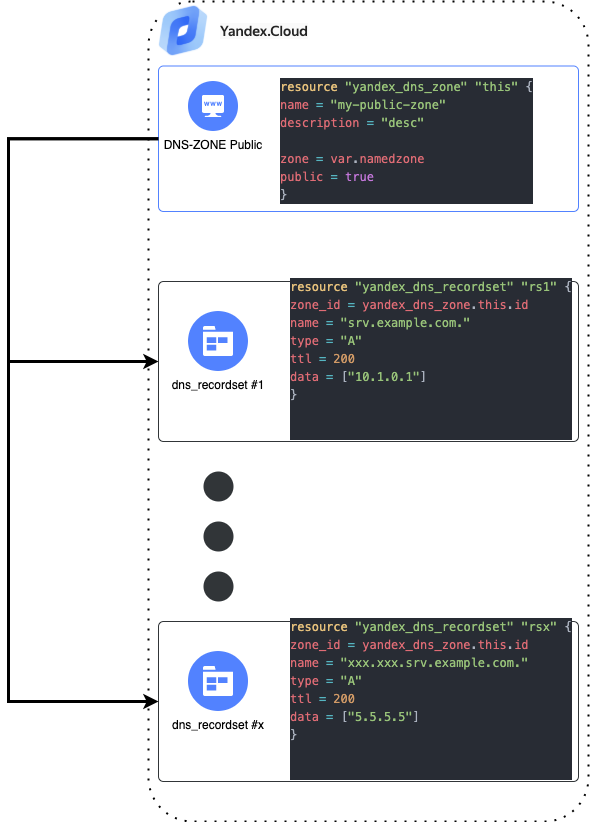 Yandex.Cloud
www
DNS-ZONE Public
resource "yandex_dns_zone" "this" {
name = "my-public-zone"
description = "desc"
zone = var.namedzone
public = true
}
dns_recordset #1
resource "yandex_dns_recordset" "rs1" {
zone_id = yandex_dns_zone.this.id
name = "srv.example.com."
type = "A"
ttl = 200
data = ["10.1.0.1"]
}
dns_recordset #x
resource "yandex_dns_recordset" "rsx" {
zone_id = yandex_dns_zone.this.id
name = "xxx.xxx.srv.example.com."
type = "A"
ttl = 200
data = ["5.5.5.5"]
}